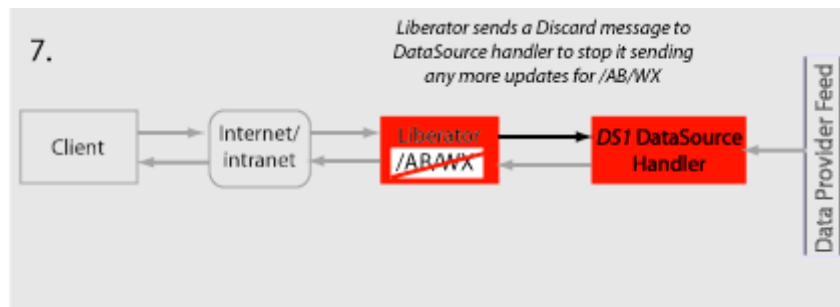 7.
Liberator sends a Discard message to
DataSource handler to stop it sending
any more updates for /AB/WX
Client
Internet/
intranet
Liberator
/AB/WX
DS1 DataSource
Handler
Data Provider Feed